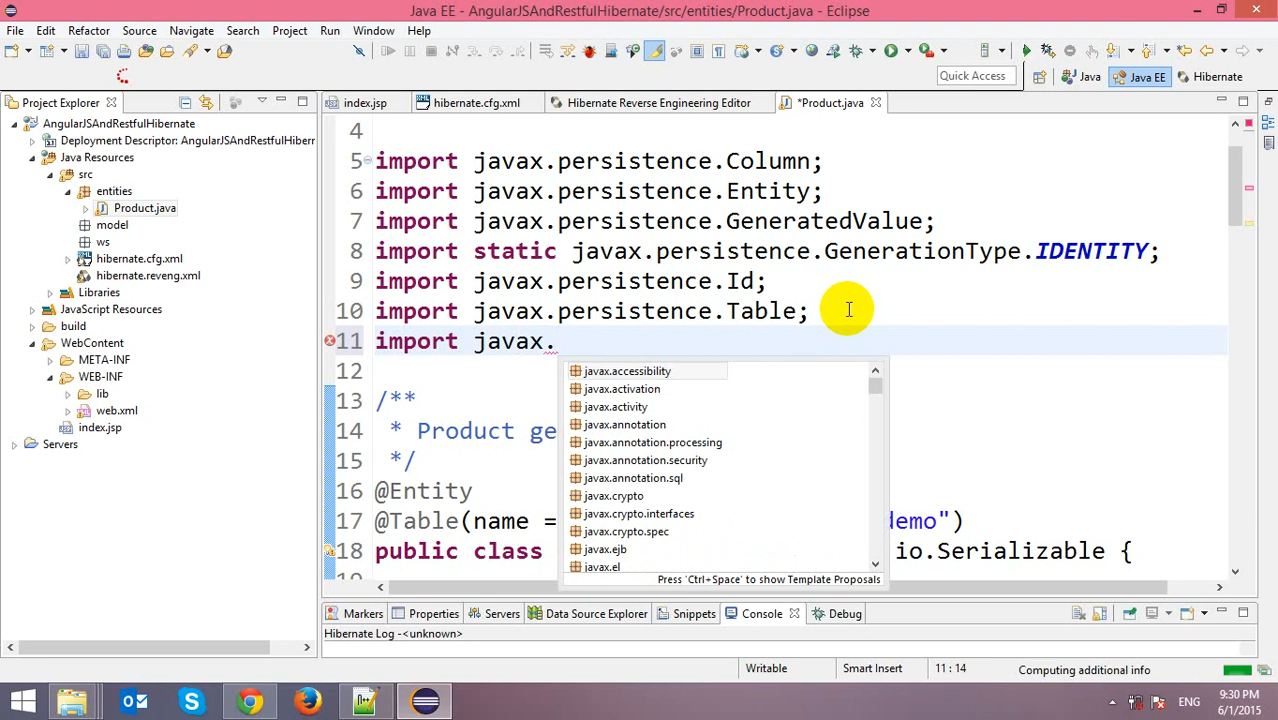 Java EE - AngularJSAndRestfulHibernate/src/entities/Product.java - Eclipse
File Edit Refactor Source Navigate Search Project Run Window Help
Quick Access Java Java EE Hibernate
Project Explorer
index.jsp hibernate.cfg.xml Hibernate Reverse Engineering Editor *Product.java
AngularJSAndRestfulHibernate
Deployment Descriptor: AngularJSAndRestfulHibern
Java Resources
src
entities
Product.java
model
ws
hibernate.cfg.xml
hibernate.reveng.xml
Libraries
JavaScript Resources
build
WebContent
META-INF
WEB-INF
lib
web.xml
index.jsp
Servers
4
5 import javax.persistence.Column;
6 import javax.persistence.Entity;
7 import javax.persistence.GeneratedValue;
8 import static javax.persistence.GenerationType.IDENTITY;
9 import javax.persistence.Id;
10 import javax.persistence.Table;
11 import javax.
12
13 /**
14 * Product ge
15 */
16 @Entity
17 @Table(name = demo")
18 public class io.Serializable {
javax.accessibility
javax.activation
javax.activity
javax.annotation
javax.annotation.processing
javax.annotation.security
javax.annotation.sql
javax.crypto
javax.crypto.interfaces
javax.crypto.spec
javax.ejb
javax.el
Press 'Ctrl+Space' to show Template Proposals
Markers Properties Servers Data Source Explorer Snippets Console Debug
Hibernate Log -<unknown>
Writable Smart Insert 11 : 14 Computing additional info
ENG
9:30 PM
6/1/2015